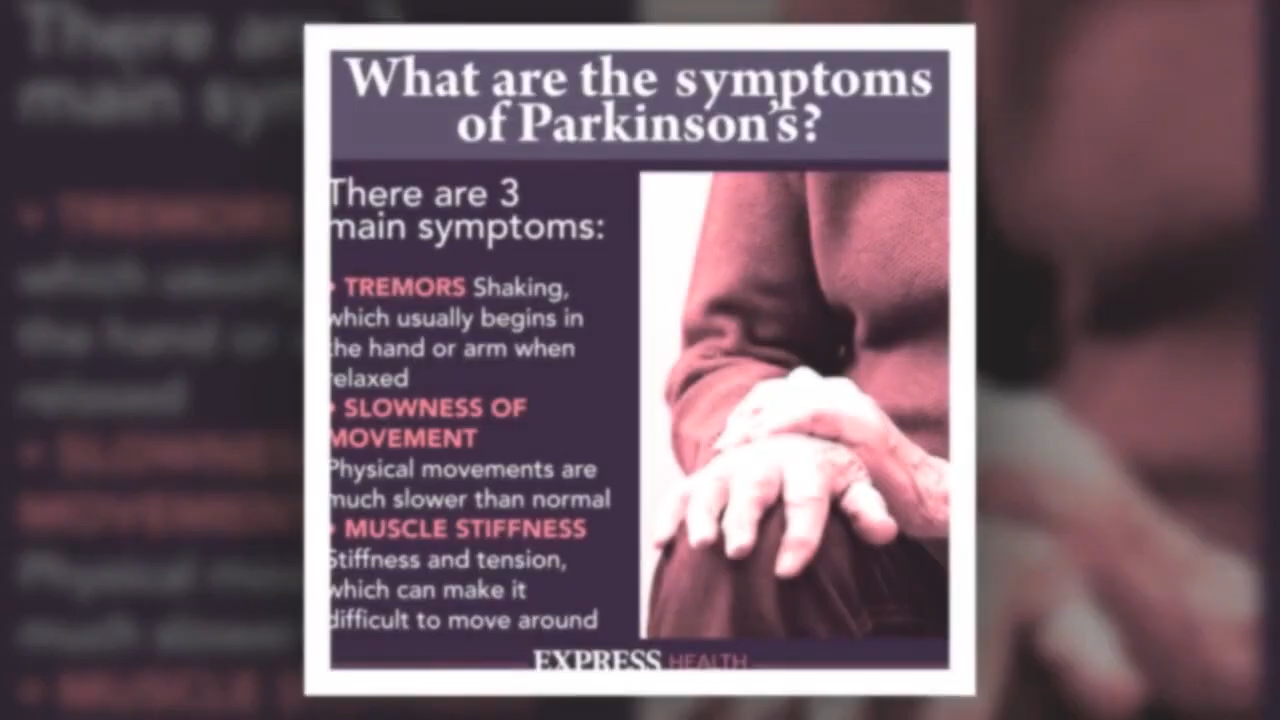 What are the symptoms
of Parkinson's?
There are 3
main symptoms:
• TREMORS Shaking,
which usually begins in
the hand or arm when
relaxed
• SLOWNESS OF
MOVEMENT
Physical movements are
much slower than normal
• MUSCLE STIFFNESS
Stiffness and tension,
which can make it
difficult to move around
EXPRESS HEALTH